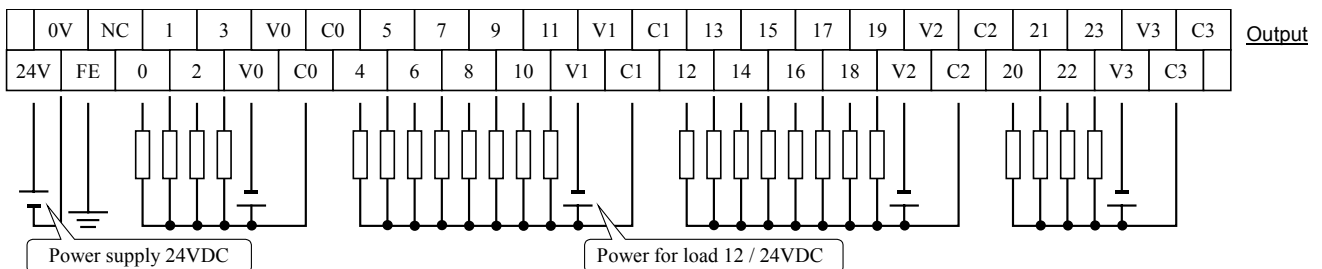 0V NC 1 3 V0 C0 5 7 9 11 V1 C1 13 15 17 19 V2 C2 21 23 V3 C3 Output
24V FE 0 2 V0 C0 4 6 8 10 V1 C1 12 14 16 18 V2 C2 20 22 V3 C3
Power supply 24VDC
Power for load 12 / 24VDC